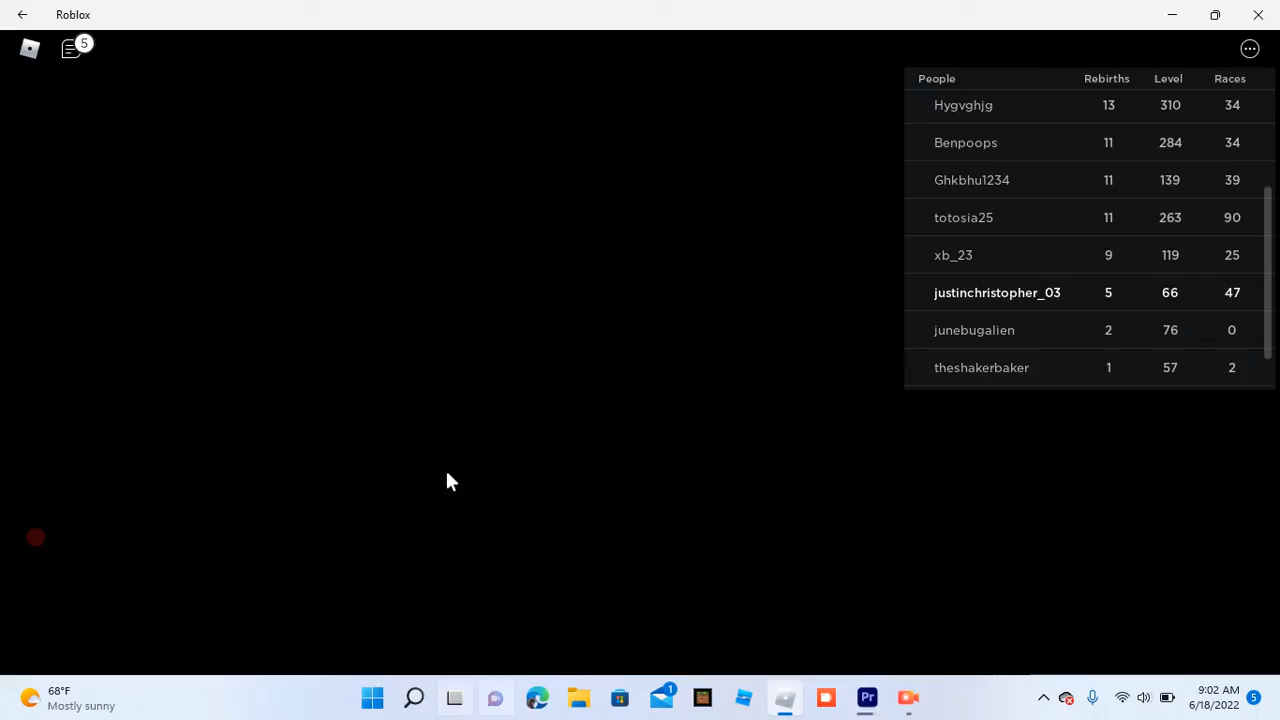 Roblox
5
People Rebirths Level Races
Hygvghjg 13 310 34
Benpoops 11 284 34
Ghkbhu1234 11 139 39
totosia25 11 263 90
xb_23 9 119 25
justinchristopher_03 5 66 47
junebugalien 2 76 0
theshakerbaker 1 57 2
68°F
Mostly sunny
1
Pr
9:02 AM
6/18/2022
5